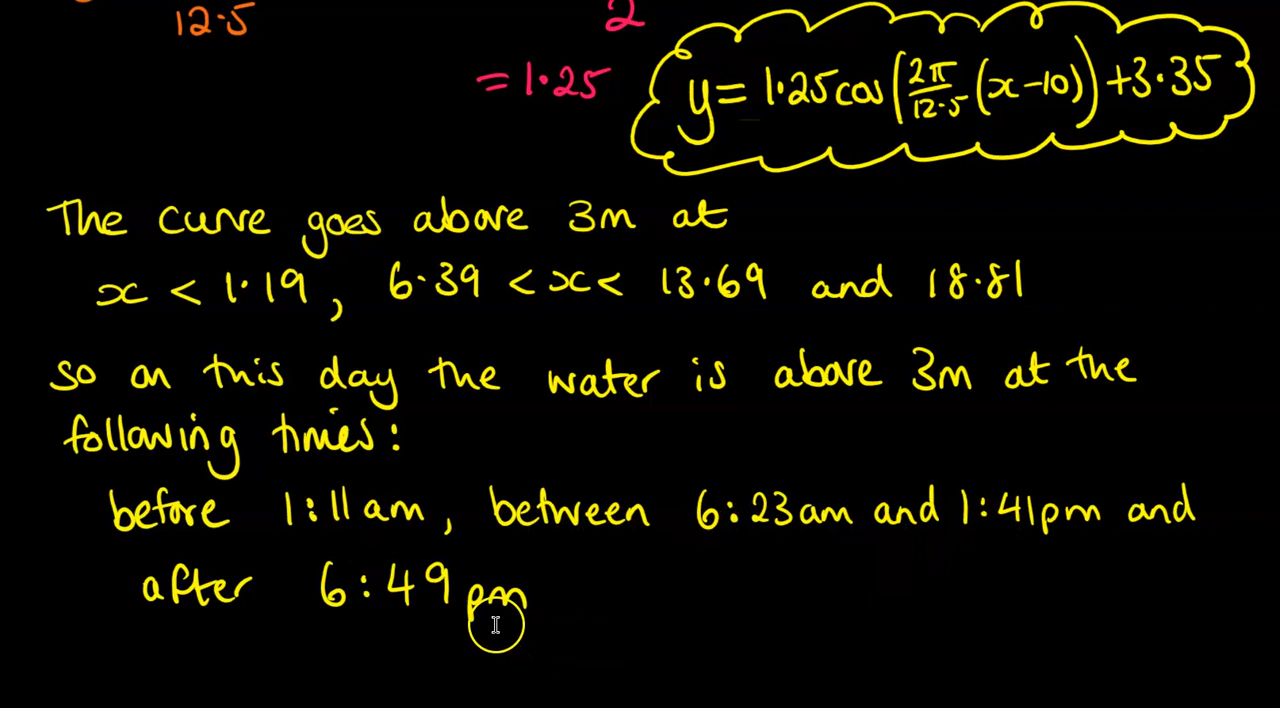 12.5
2
= 1.25
y = 1.25cos(2π/12.5 (x-10)) + 3.35
The curve goes above 3m at
x < 1.19, 6.39 < x < 13.69 and 18.81
so on this day the water is above 3m at the
following times:
before 1:11am, between 6:23am and 1:41pm and
after 6:49pm